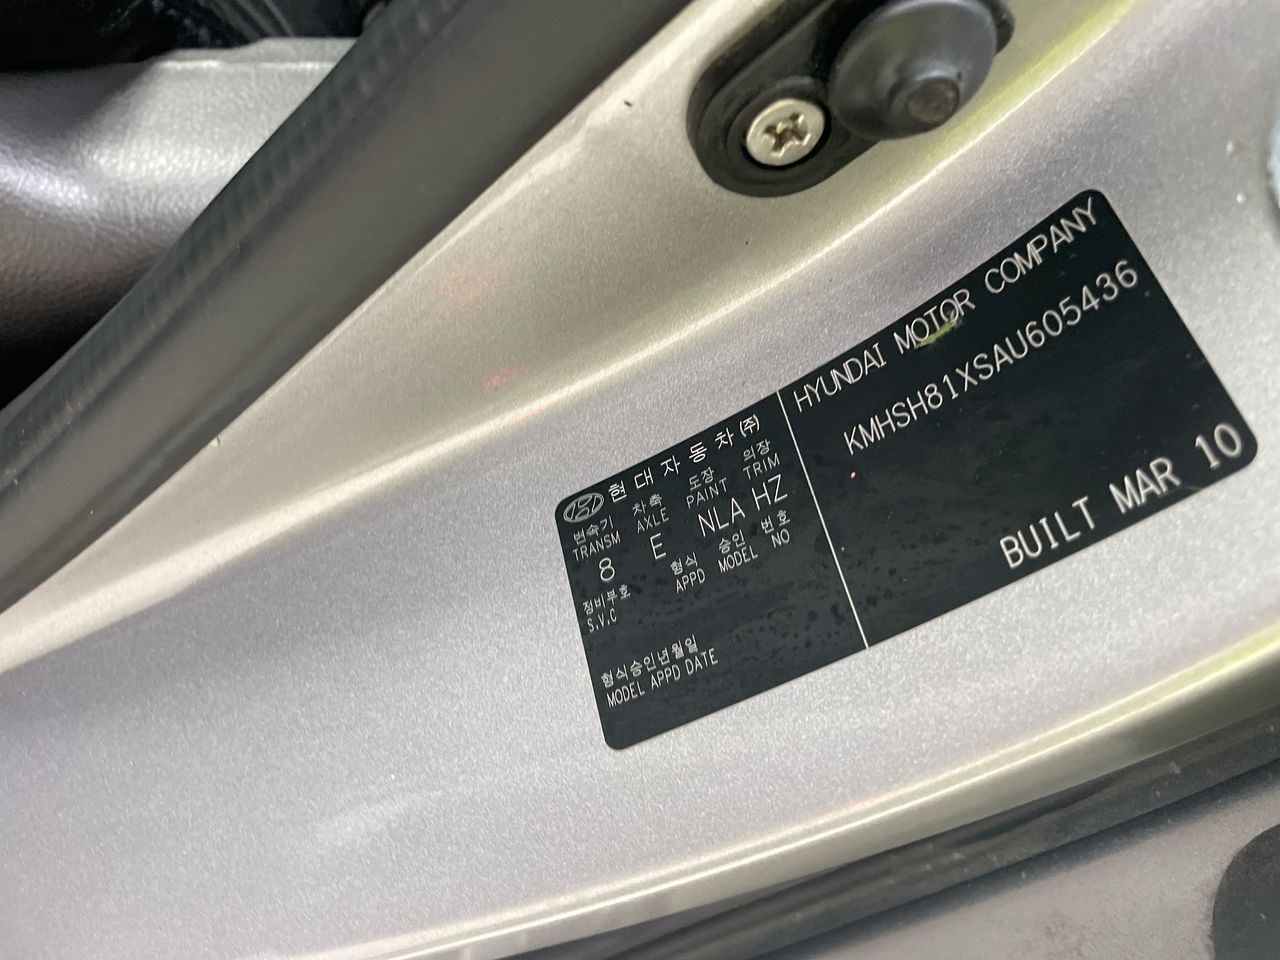 현대자동차(주)
변속기 차축 도장 의장
TRANSM AXLE PAINT TRIM
8 E NLA HZ
정비부호 형식 승인 번호
S.V.C APPD MODEL NO
형식승인년월일
MODEL APPD DATE
HYUNDAI MOTOR COMPANY
KMHSH81XSAU605436
BUILT MAR 10